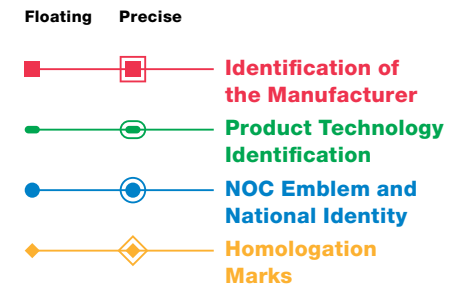 Floating Precise
Identification of
the Manufacturer
Product Technology
Identification
NOC Emblem and
National Identity
Homologation
Marks